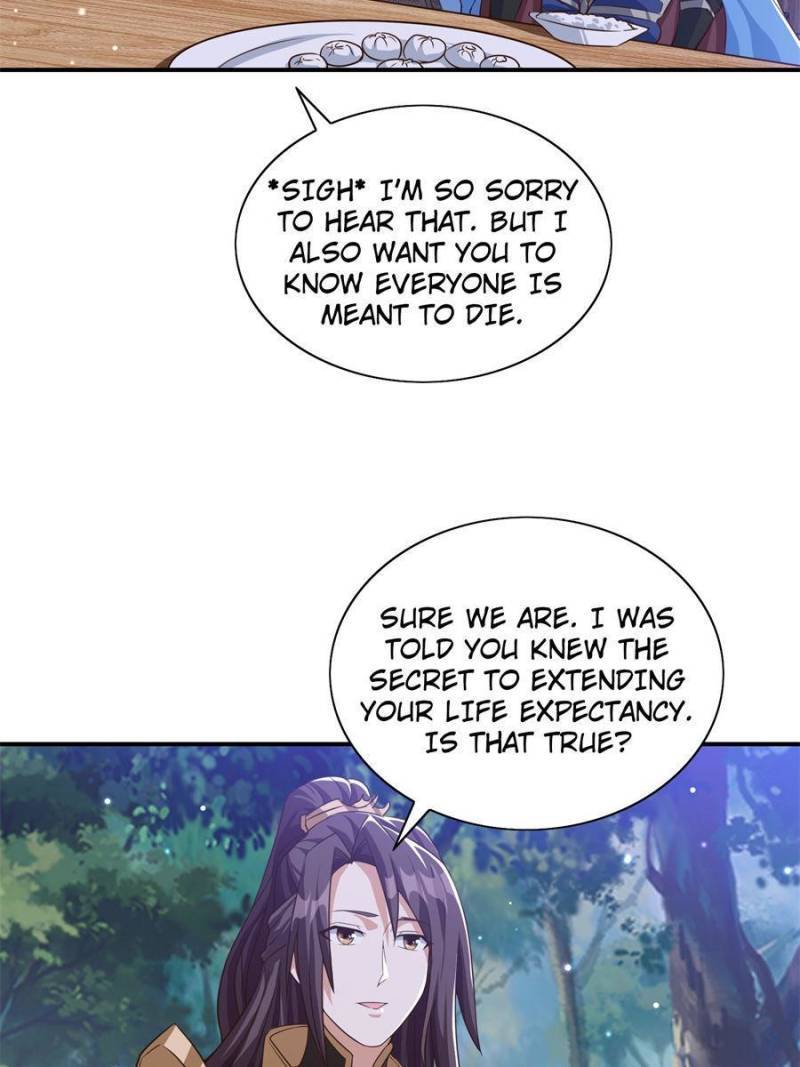 *SIGH* I'M SO SORRY
TO HEAR THAT. BUT I
ALSO WANT YOU TO
KNOW EVERYONE IS
MEANT TO DIE.
SURE WE ARE. I WAS
TOLD YOU KNEW THE
SECRET TO EXTENDING
YOUR LIFE EXPECTANCY.
IS THAT TRUE?